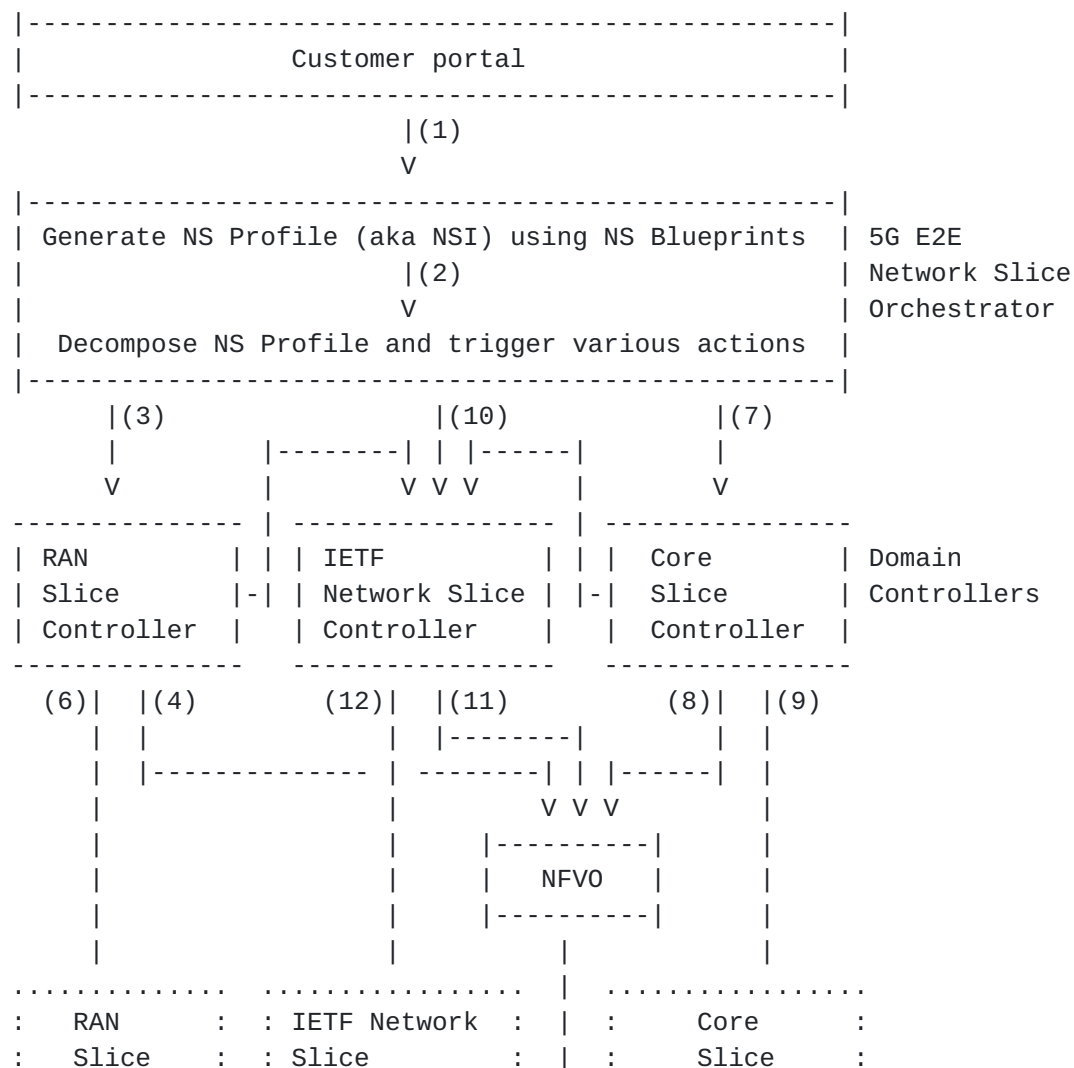 |----------------------------------------------------|
|                 Customer portal                    |
|----------------------------------------------------|
                         |(1)
                         V
|----------------------------------------------------|
| Generate NS Profile (aka NSI) using NS Blueprints  | 5G E2E
|                        |(2)                        | Network Slice
|                        V                           | Orchestrator
|  Decompose NS Profile and trigger various actions  |
|----------------------------------------------------|
      |(3)                 |(10)             |(7)
      |         |--------| | |------|        |
      V         |        V V V      |        V
--------------- | ----------------- | ----------------
| RAN         | | | IETF          | | |  Core        | Domain
| Slice       |-| | Network Slice | |-|  Slice       | Controllers
| Controller  |   | Controller    |   |  Controller  |
---------------   -----------------   ----------------
  (6)|  |(4)        (12)|  |(11)          (8)|  |(9)
     |  |               |  |--------|        |  |
     |  |-------------- | --------| | |------|  |
     |                  |         V V V         |
     |                  |     |----------|      |
     |                  |     |   NFVO   |      |
     |                  |     |----------|      |
     |                  |          |            |
..............  .................  |  .................
:   RAN      :  : IETF Network  :  |  :     Core      :
:   Slice    :  : Slice         :  |  :     Slice     :